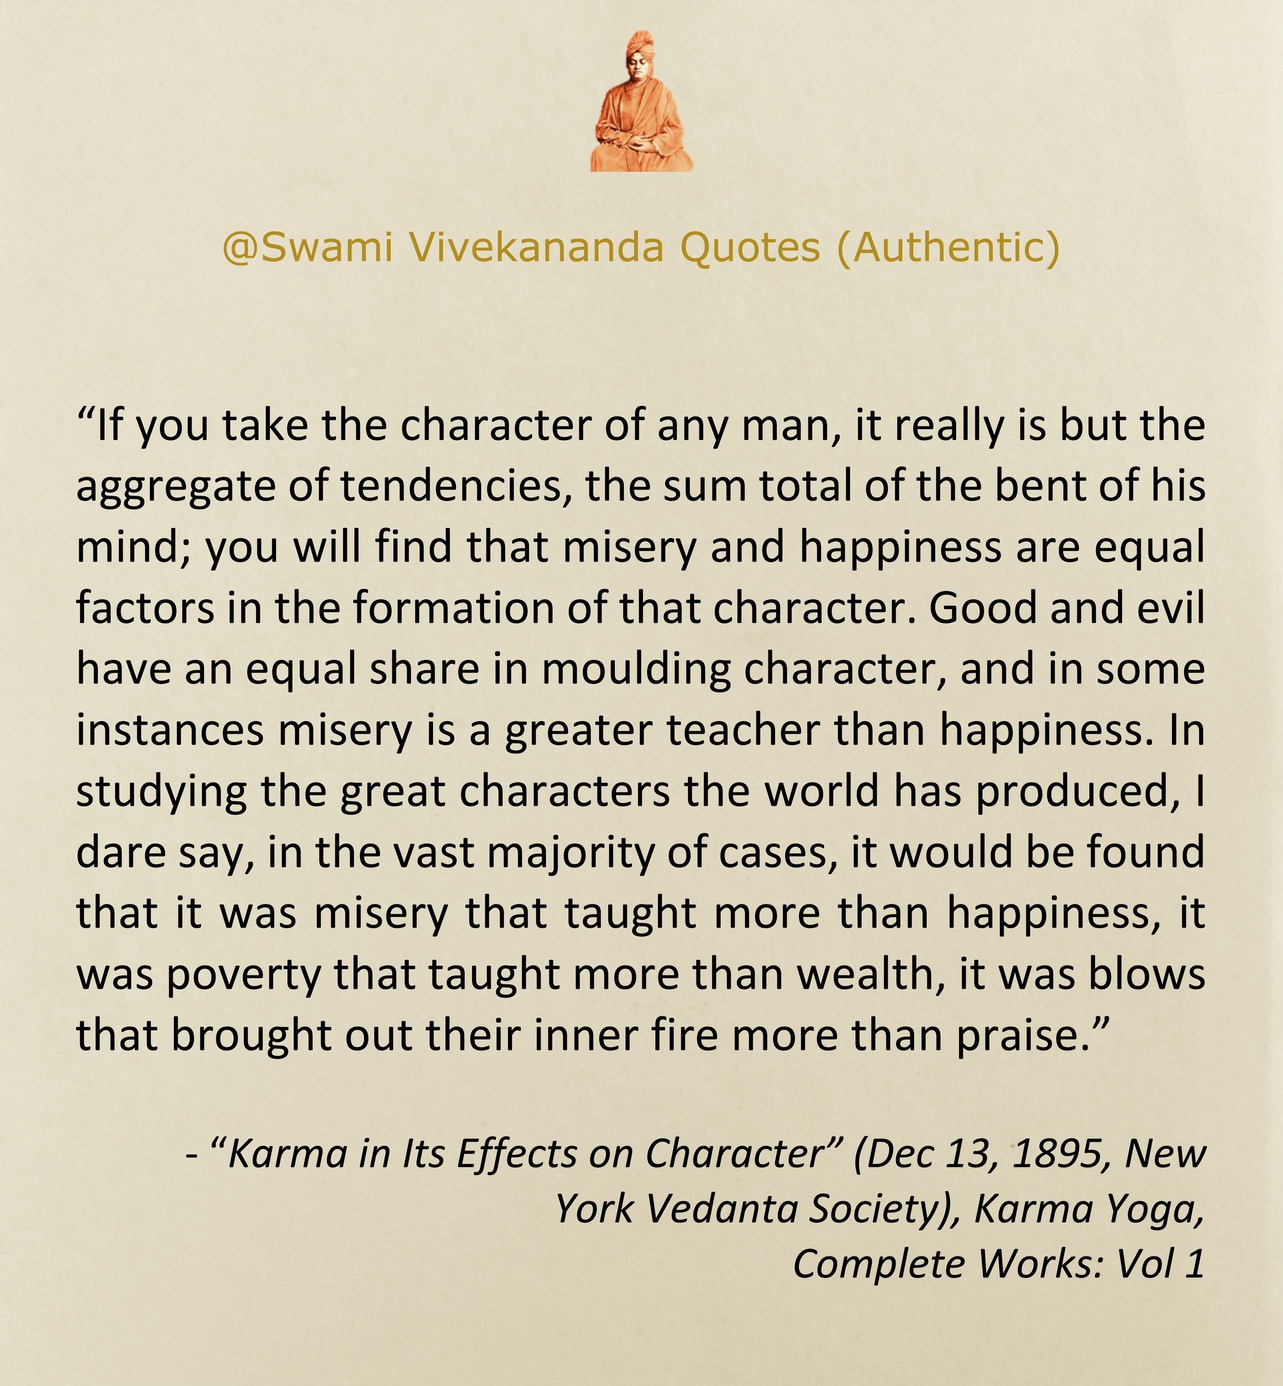 @Swami Vivekananda Quotes (Authentic)
“If you take the character of any man, it really is but the
aggregate of tendencies, the sum total of the bent of his
mind; you will find that misery and happiness are equal
factors in the formation of that character. Good and evil
have an equal share in moulding character, and in some
instances misery is a greater teacher than happiness. In
studying the great characters the world has produced, I
dare say, in the vast majority of cases, it would be found
that it was misery that taught more than happiness, it
was poverty that taught more than wealth, it was blows
that brought out their inner fire more than praise.”
- “Karma in Its Effects on Character” (Dec 13, 1895, New
York Vedanta Society), Karma Yoga,
Complete Works: Vol 1